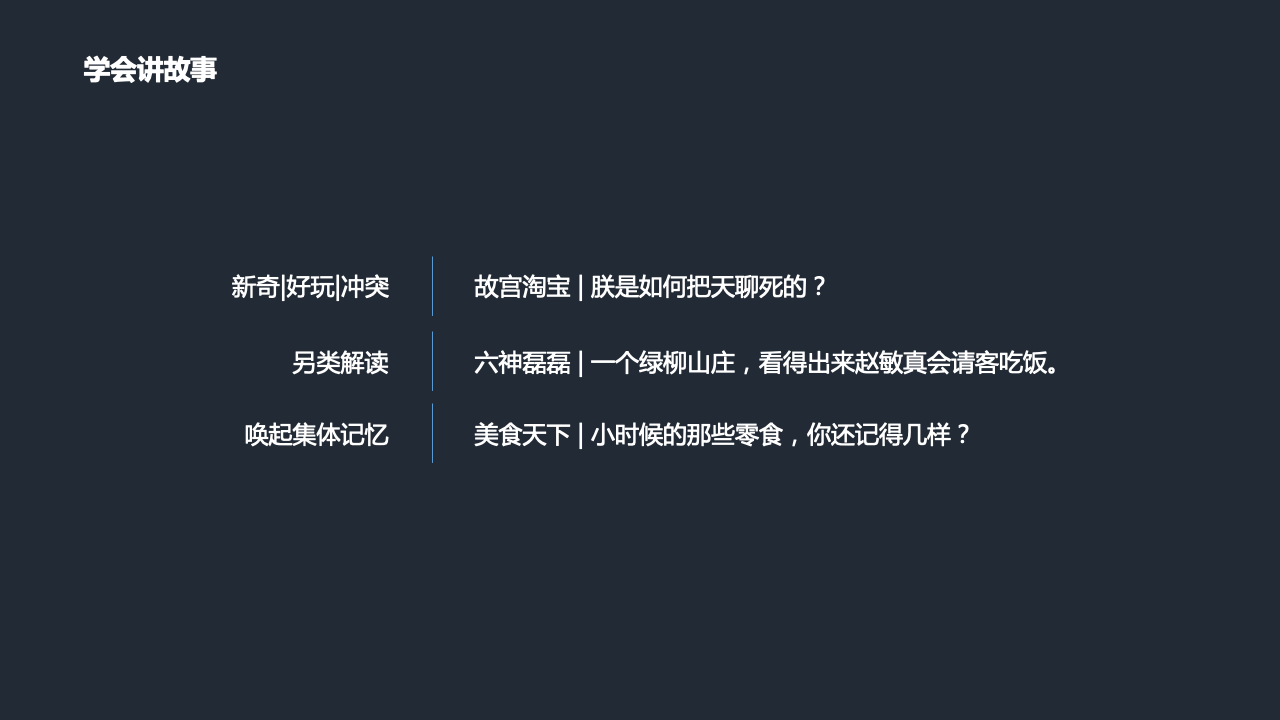 学会讲故事
新奇|好玩|冲突
故宫淘宝 | 朕是如何把天聊死的？
另类解读
六神磊磊 | 一个绿柳山庄，看得出来赵敏真会请客吃饭。
唤起集体记忆
美食天下 | 小时候的那些零食，你还记得几样？